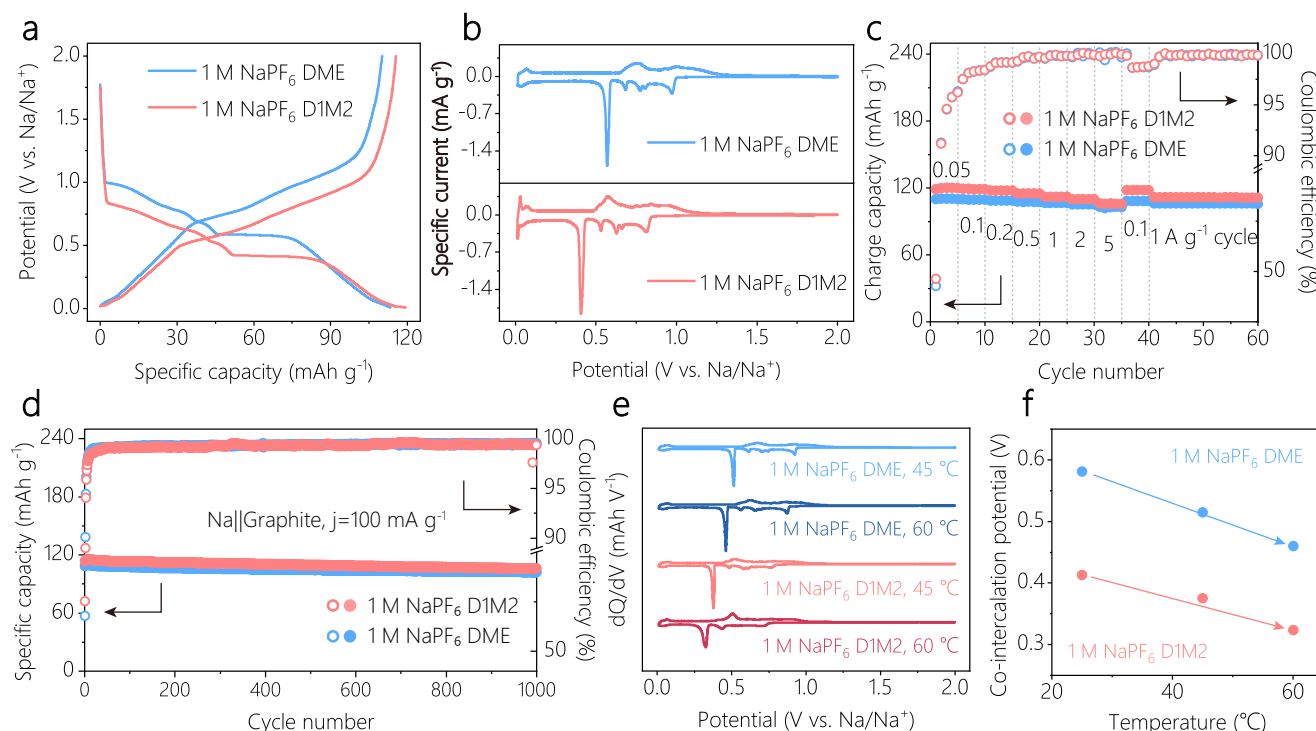 a
2.0
1.5
1.0
0.5
0.0
Potential (V vs. Na/Na⁺)
1 M NaPF₆ DME
1 M NaPF₆ D1M2
0
30
60
90
120
Specific capacity (mAh g⁻¹)
b
0.0
-0.7
-1.4
0.0
-0.7
-1.4
Specific current (mA g⁻¹)
1 M NaPF₆ DME
1 M NaPF₆ D1M2
0.0
0.5
1.0
1.5
2.0
Potential (V vs. Na/Na⁺)
c
240
180
120
60
0
Charge capacity (mAh g⁻¹)
100
95
90
50
Coulombic efficiency (%)
1 M NaPF₆ D1M2
1 M NaPF₆ DME
0.05
0.1
0.2
0.5
1
2
5
0.1
1 A g⁻¹ cycle
0
10
20
30
40
50
60
Cycle number
d
240
180
120
60
0
Specific capacity (mAh g⁻¹)
100
95
90
50
Coulombic efficiency (%)
Na||Graphite, j=100 mA g⁻¹
1 M NaPF₆ D1M2
1 M NaPF₆ DME
0
200
400
600
800
1000
Cycle number
e
dQ/dV (mAh V⁻¹)
1 M NaPF₆ DME, 45 °C
1 M NaPF₆ DME, 60 °C
1 M NaPF₆ D1M2, 45 °C
1 M NaPF₆ D1M2, 60 °C
0.0
0.5
1.0
1.5
2.0
Potential (V vs. Na/Na⁺)
f
0.6
0.5
0.4
0.3
Co-intercalation potential (V)
1 M NaPF₆ DME
1 M NaPF₆ D1M2
20
40
60
Temperature (°C)